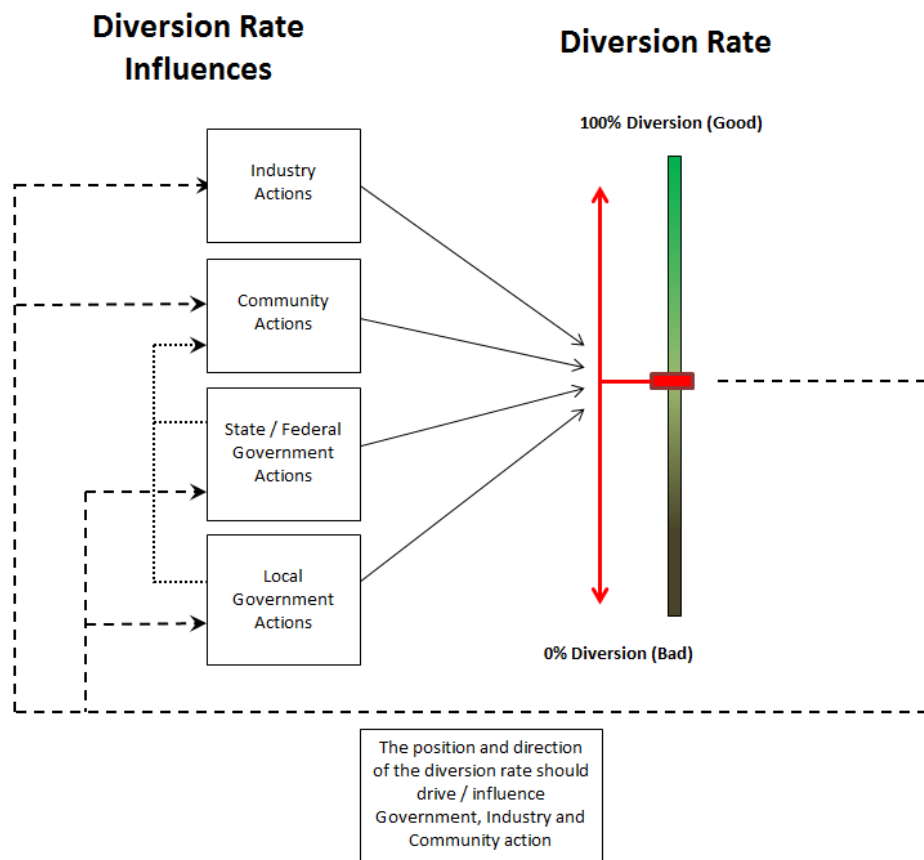 Diversion Rate
Influences
Diversion Rate
100% Diversion (Good)
Industry
Actions
Community
Actions
State / Federal
Government
Actions
Local
Government
Actions
0% Diversion (Bad)
The position and direction
of the diversion rate should
drive / influence
Government, Industry and
Community action